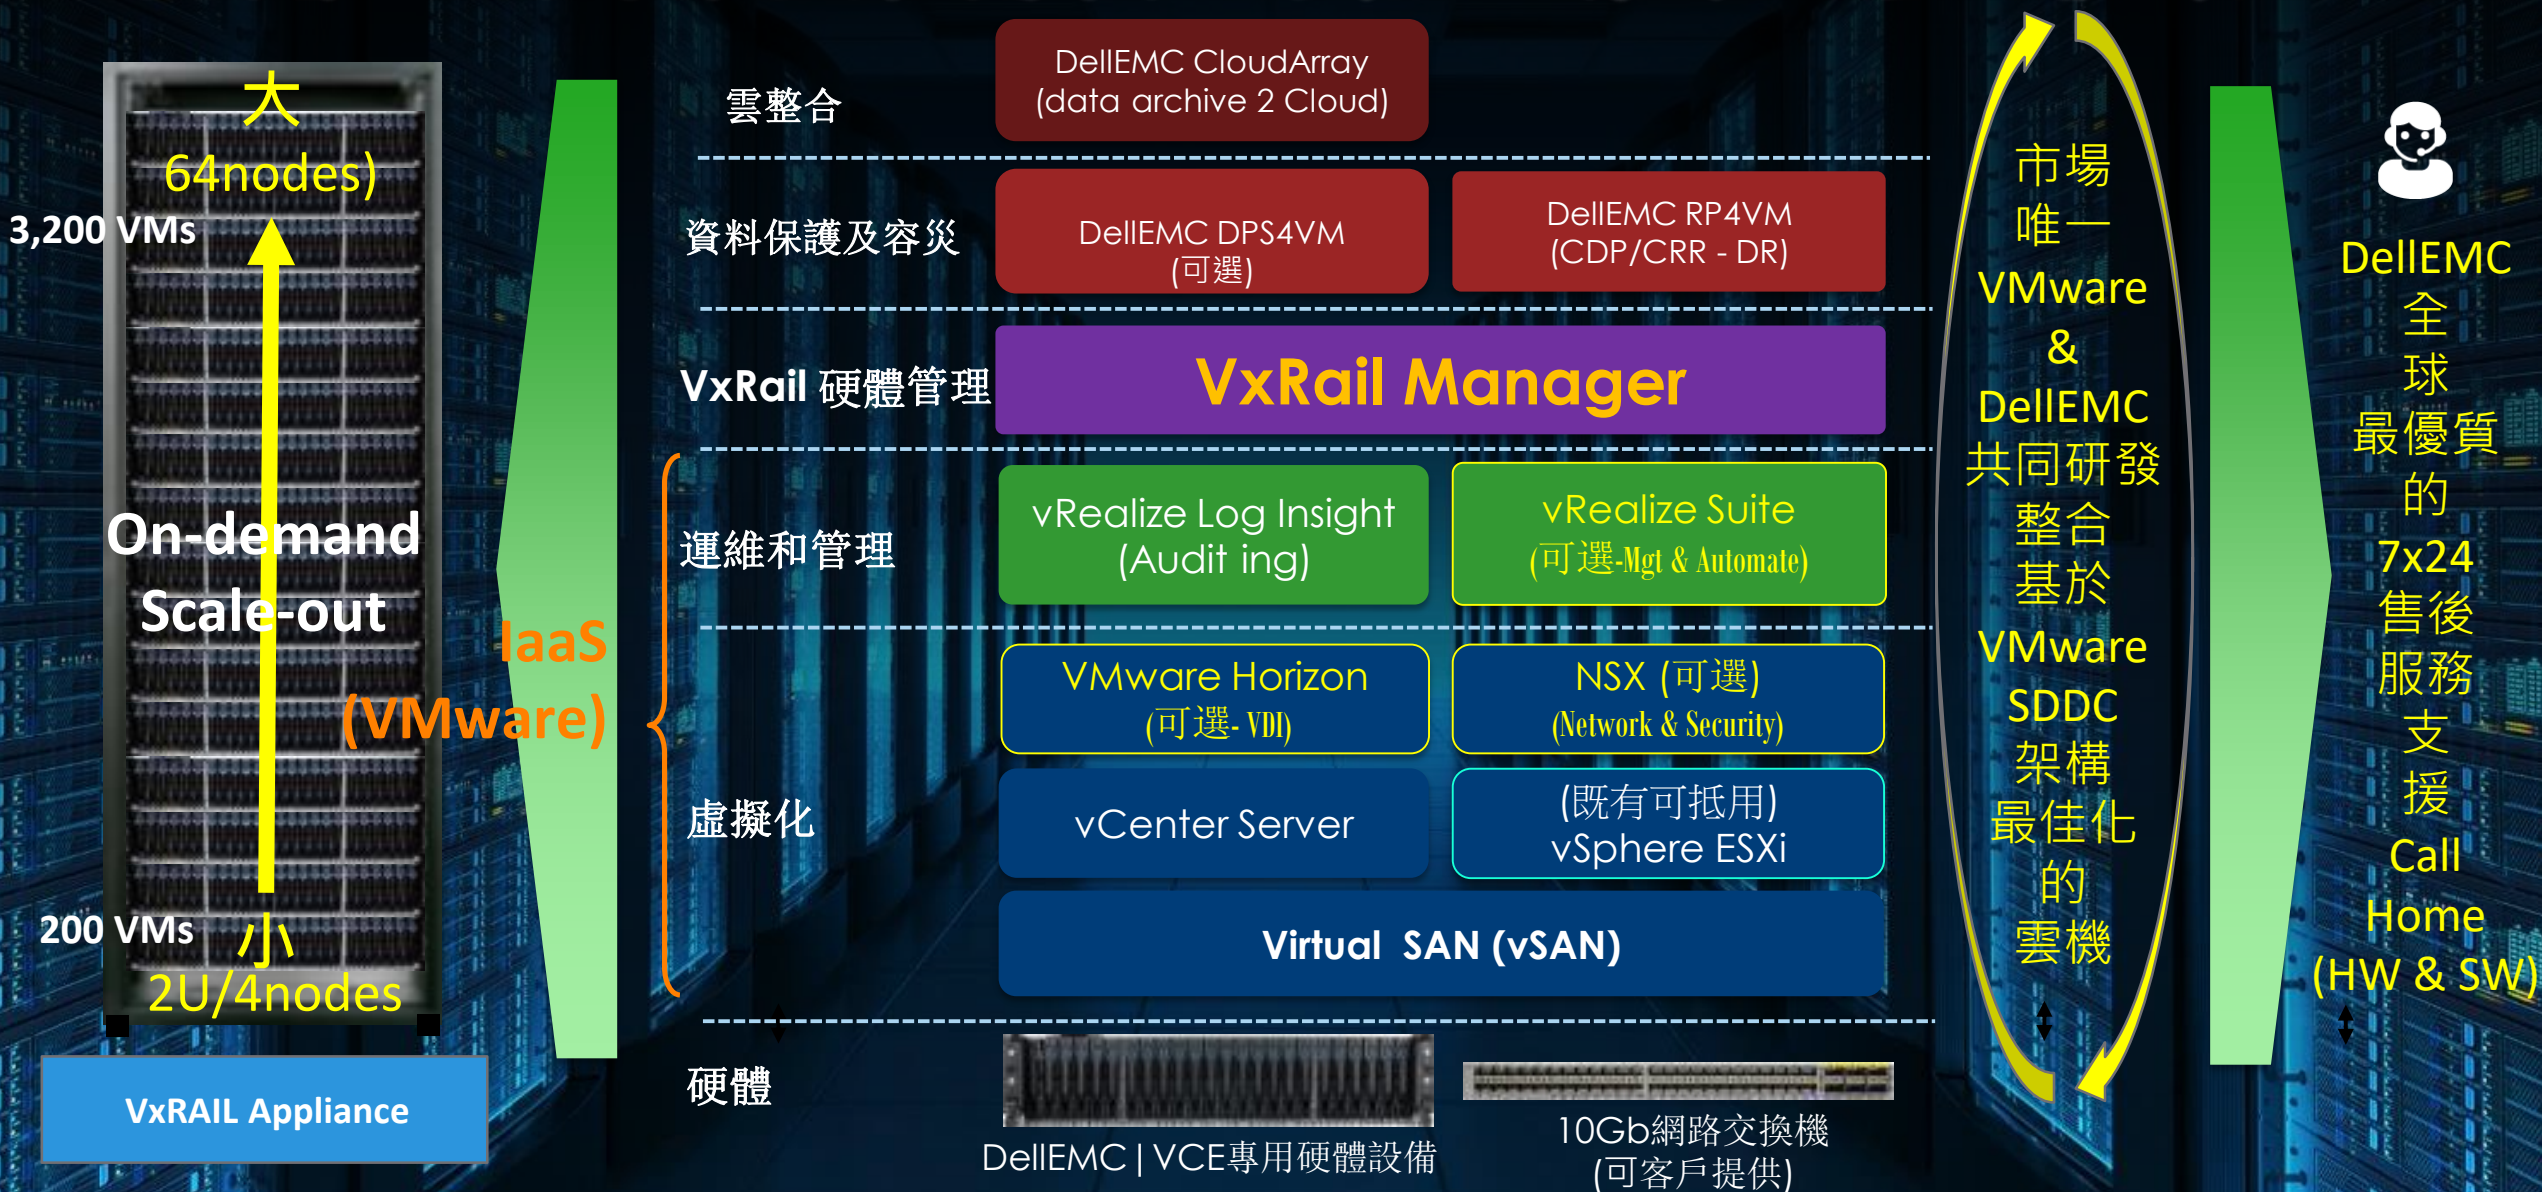 大
64nodes)
3,200 VMs
On-demand
Scale-out
200 VMs
小
2U/4nodes
VxRAIL Appliance
IaaS
(VMware)
雲整合
DellEMC CloudArray
(data archive 2 Cloud)
資料保護及容災
DellEMC DPS4VM
(可選)
DellEMC RP4VM
(CDP/CRR - DR)
VxRail 硬體管理
VxRail Manager
運維和管理
vRealize Log Insight
(Audit ing)
vRealize Suite
(可選-Mgt & Automate)
虛擬化
VMware Horizon
(可選- VDI)
NSX (可選)
(Network & Security)
vCenter Server
(既有可抵用)
vSphere ESXi
Virtual SAN (vSAN)
硬體
DellEMC|VCE專用硬體設備
10Gb網路交換機
(可客戶提供)
市場
唯一
VMware
&
DellEMC
共同研發
整合
基於
VMware
SDDC
架構
最佳化
的
雲機
DellEMC
全
球
最優質
的
7x24
售後
服務
支
援
Call
Home
(HW & SW)